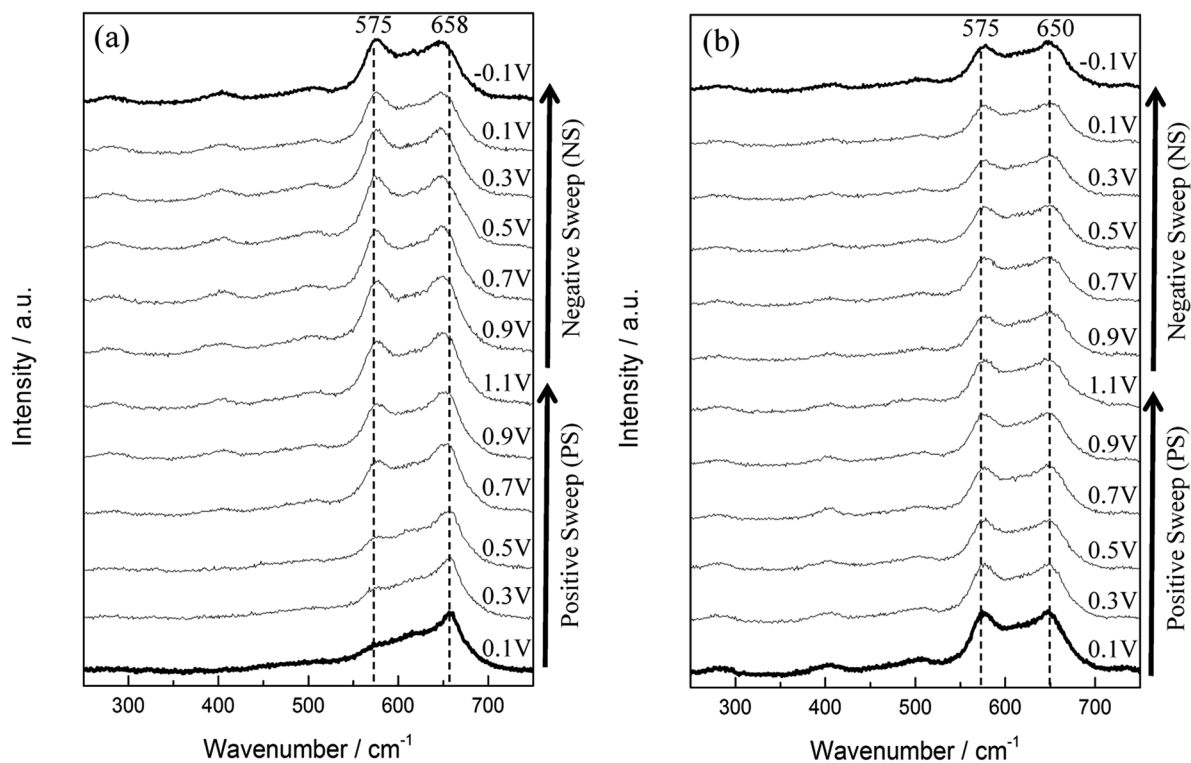 (a)
575 658
-0.1V
0.1V
0.3V
0.5V
0.7V
0.9V
1.1V
0.9V
0.7V
0.5V
0.3V
0.1V
Negative Sweep (NS)
Positive Sweep (PS)
Intensity / a.u.
300 400 500 600 700
Wavenumber / cm-1
(b)
575 650
-0.1V
0.1V
0.3V
0.5V
0.7V
0.9V
1.1V
0.9V
0.7V
0.5V
0.3V
0.1V
Negative Sweep (NS
Positive Sweep (PS)
Intensity / a.u.
300 400 500 600 700
Wavenumber / cm-1